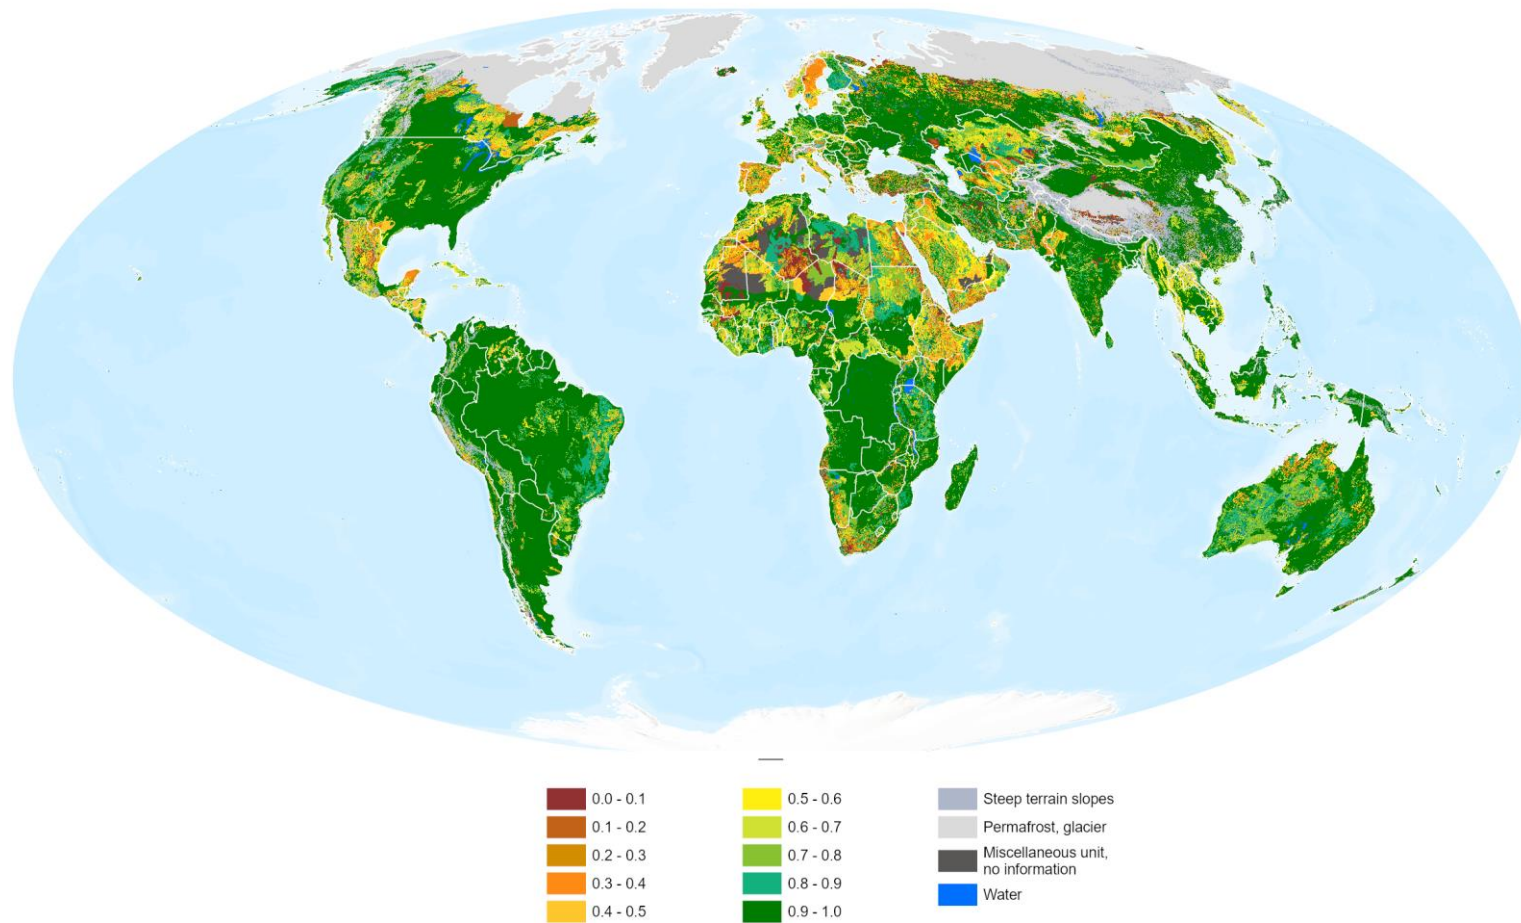 0.0 - 0.1
0.1 - 0.2
0.2 - 0.3
0.3 - 0.4
0.4 - 0.5
0.5 - 0.6
0.6 - 0.7
0.7 - 0.8
0.8 - 0.9
0.9 - 1.0
Steep terrain slopes
Permafrost, glacier
Miscellaneous unit,
no information
Water